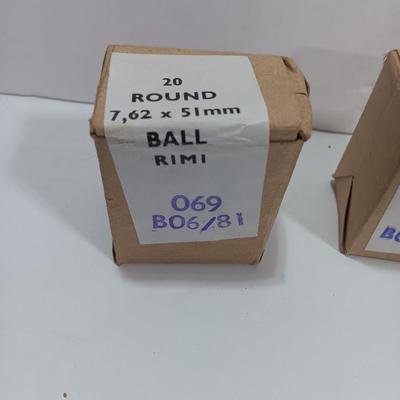 20
ROUND
7,62 x 51mm
BALL
RIMI
069
B06/81